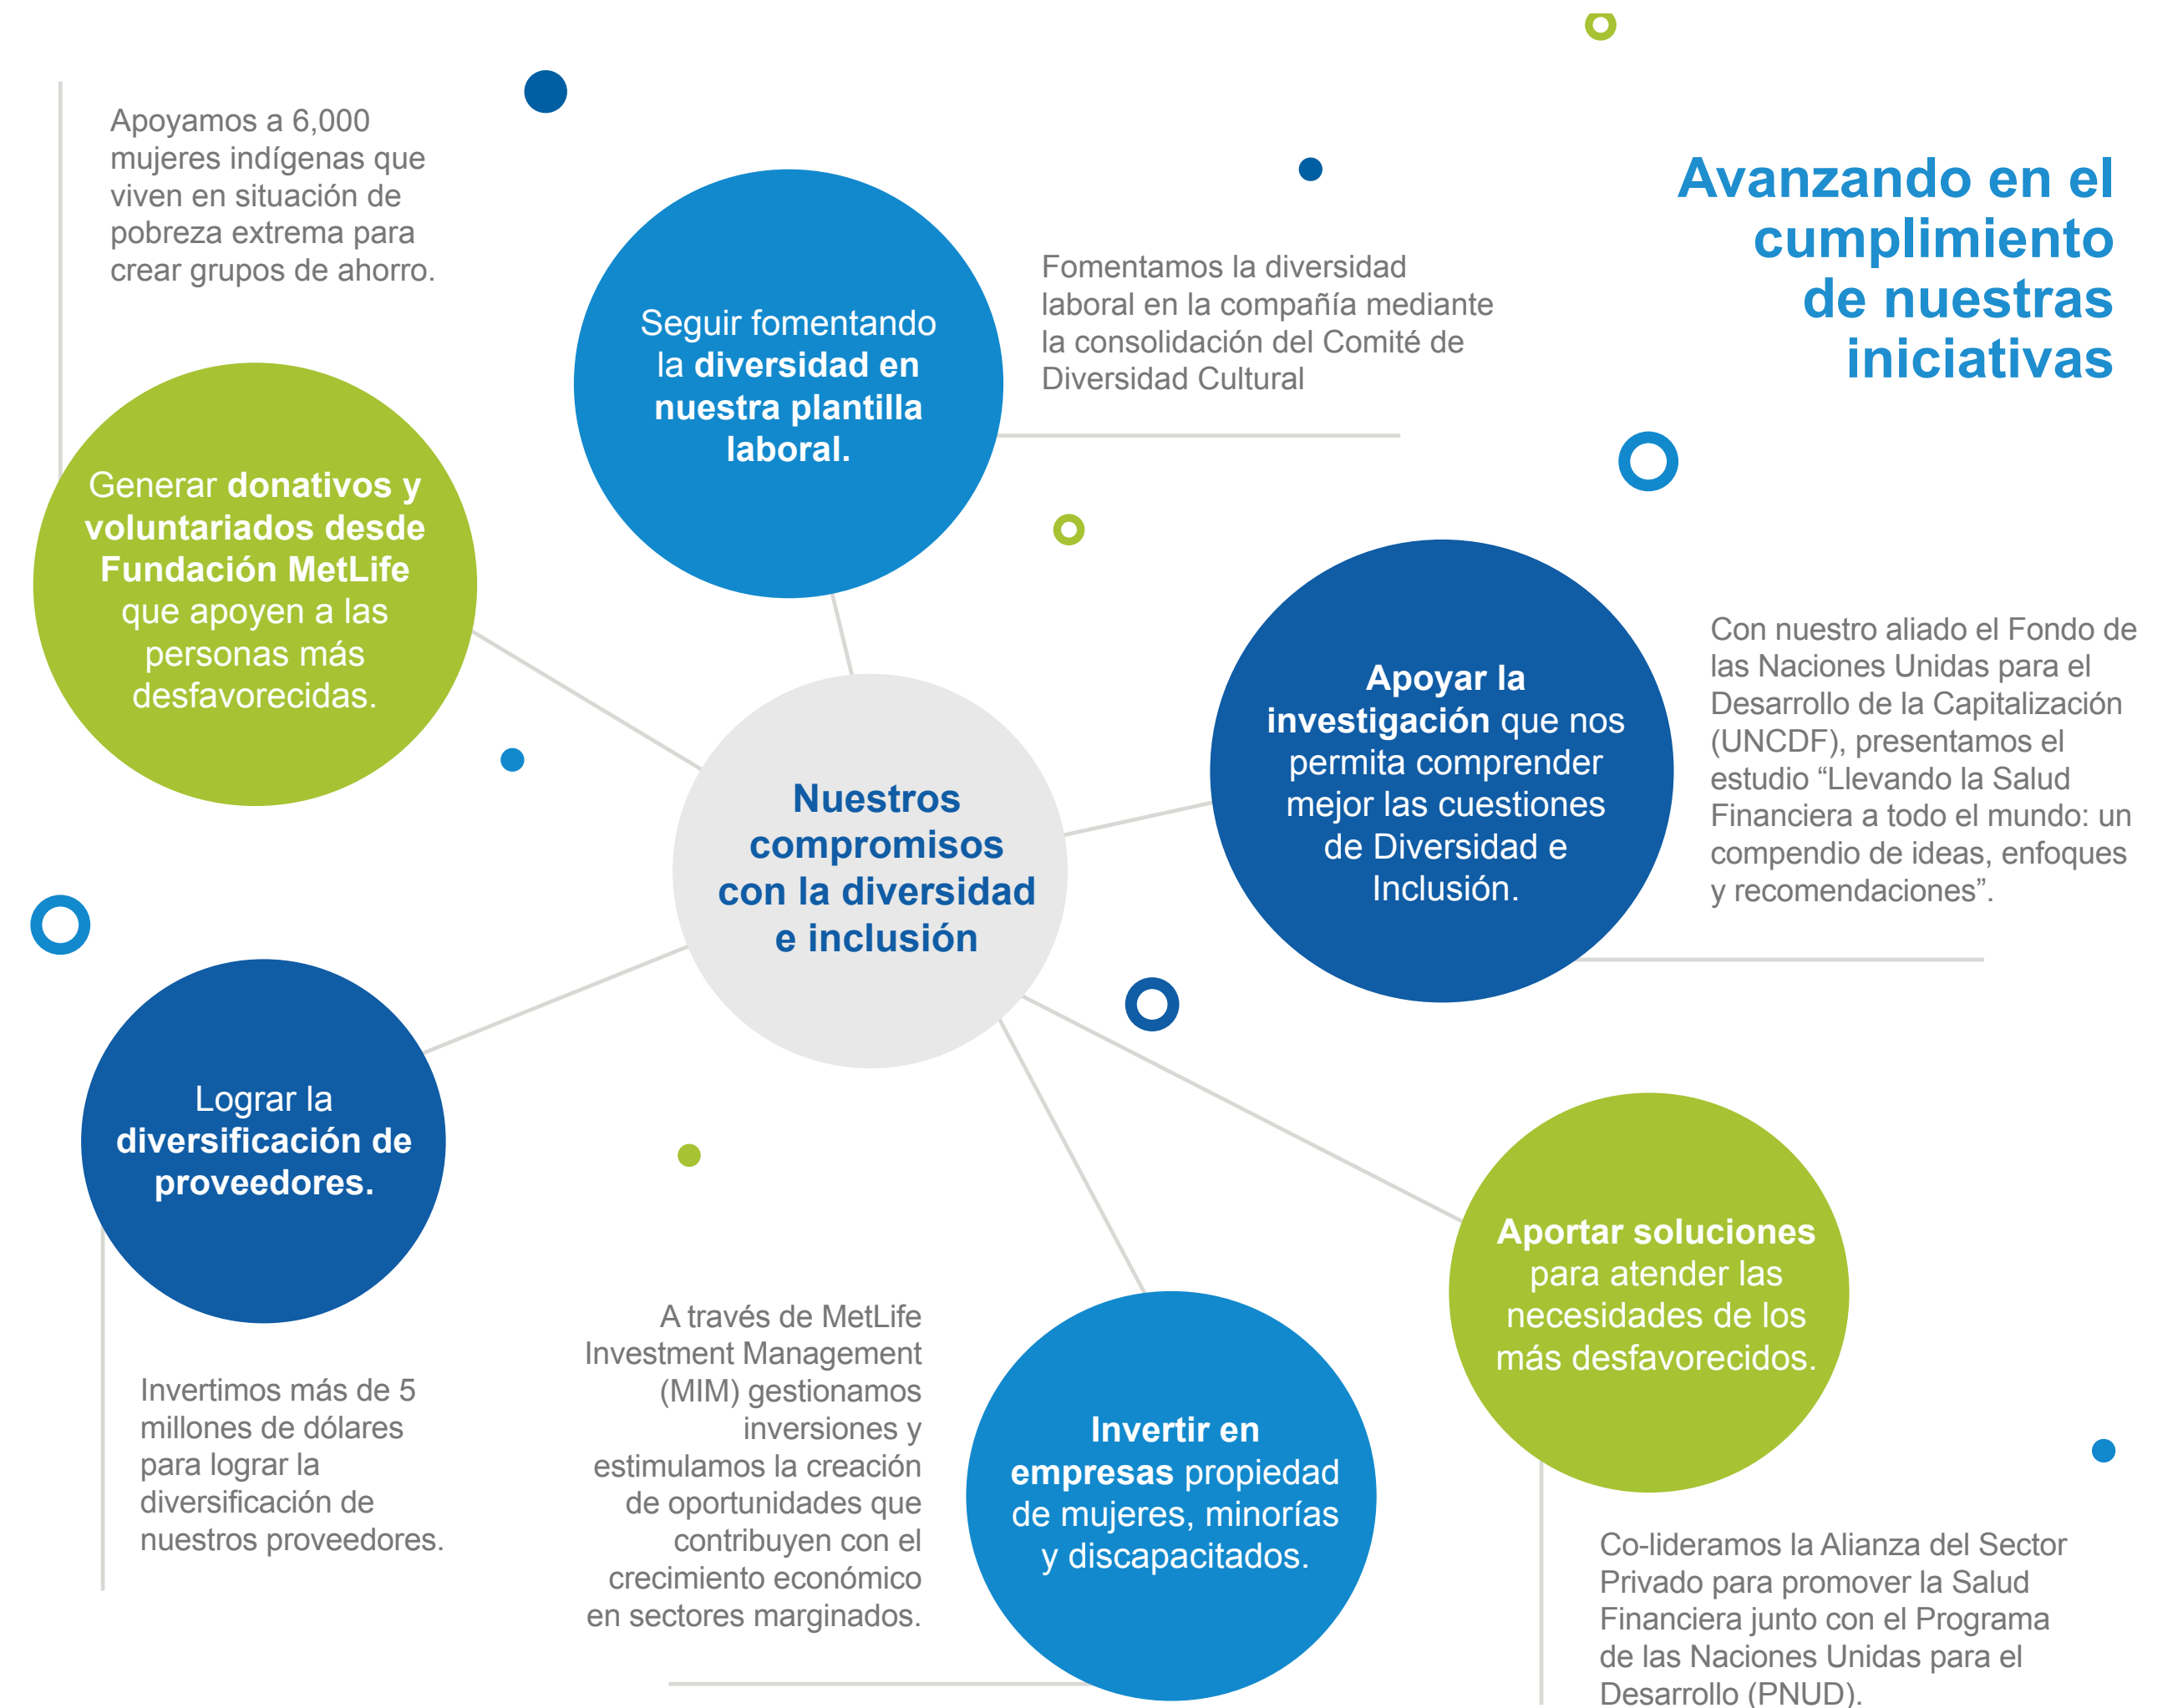 Avanzando en el
cumplimiento
de nuestras
iniciativas
Apoyamos a 6,000
mujeres indígenas que
viven en situación de
pobreza extrema para
crear grupos de ahorro.
Generar donativos y
voluntariados desde
Fundación MetLife
que apoyen a las
personas más
desfavorecidas.
Seguir fomentando
la diversidad en
nuestra plantilla
laboral.
Fomentamos la diversidad
laboral en la compañía mediante
la consolidación del Comité de
Diversidad Cultural
Apoyar la
investigación que nos
permita comprender
mejor las cuestiones
de Diversidad e
Inclusión.
Con nuestro aliado el Fondo de
las Naciones Unidas para el
Desarrollo de la Capitalización
(UNCDF), presentamos el
estudio “Llevando la Salud
Financiera a todo el mundo: un
compendio de ideas, enfoques
y recomendaciones”.
Nuestros
compromisos
con la diversidad
e inclusión
Lograr la
diversificación de
proveedores.
Invertimos más de 5
millones de dólares
para lograr la
diversificación de
nuestros proveedores.
A través de MetLife
Investment Management
(MIM) gestionamos
inversiones y
estimulamos la creación
de oportunidades que
contribuyen con el
crecimiento económico
en sectores marginados.
Invertir en
empresas propiedad
de mujeres, minorías
y discapacitados.
Aportar soluciones
para atender las
necesidades de los
más desfavorecidos.
Co-lideramos la Alianza del Sector
Privado para promover la Salud
Financiera junto con el Programa
de las Naciones Unidas para el
Desarrollo (PNUD).